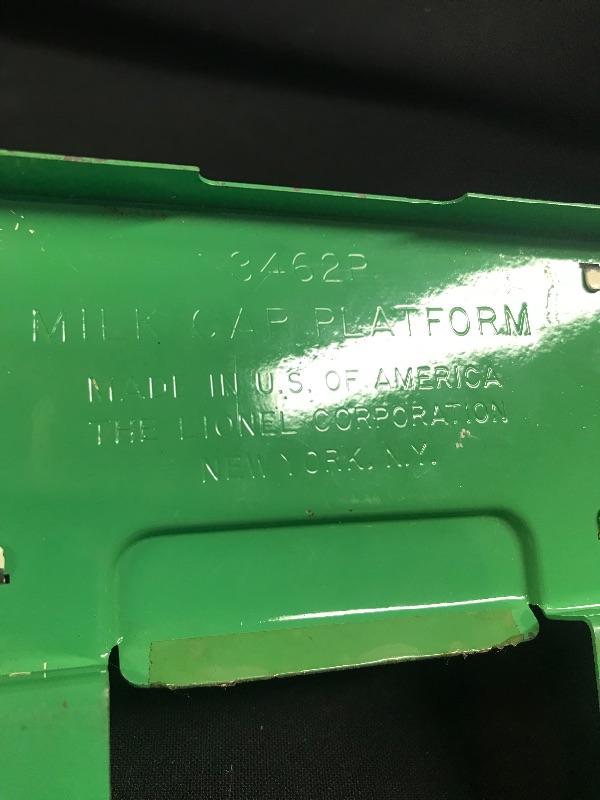 3462P
MILK CAR PLATFORM
MADE IN U.S. OF AMERICA
THE LIONEL CORPORATION
NEW YORK, N.Y.